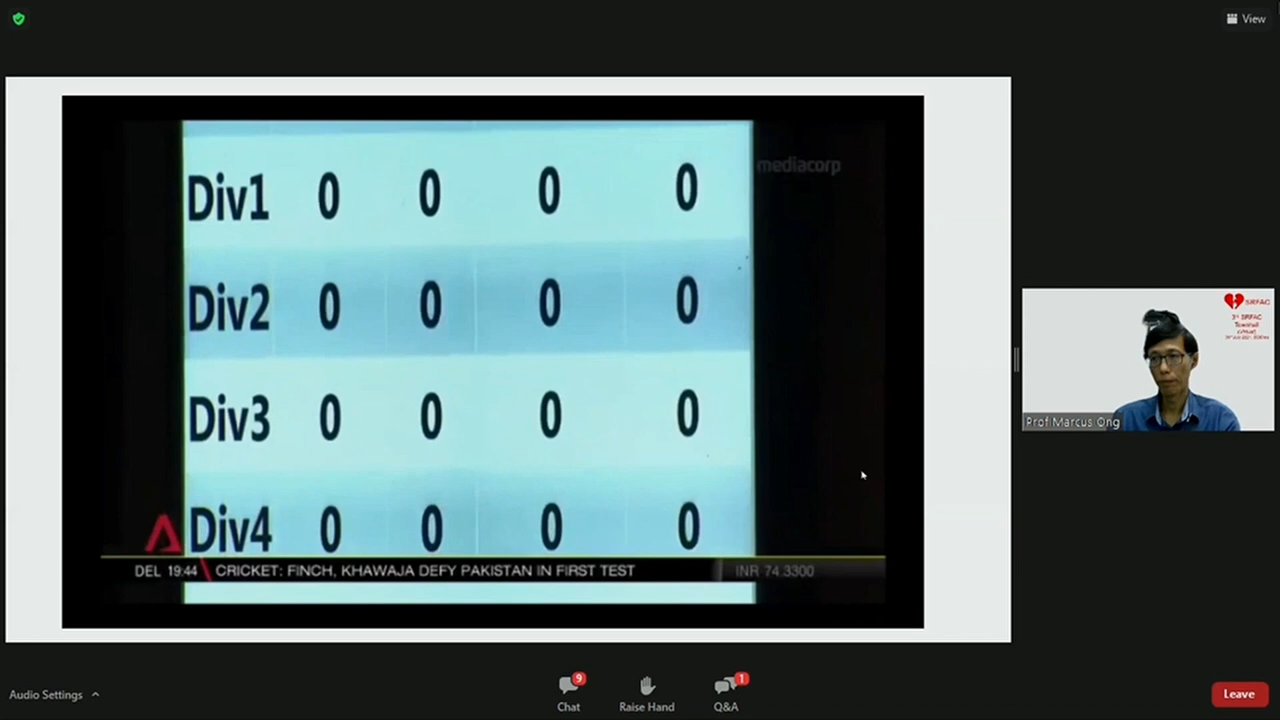 View
mediacorp
Div1 0 0 0 0
Div2 0 0 0 0
Div3 0 0 0 0
Div4 0 0 0 0
DEL 19:44 CRICKET: FINCH, KHAWAJA DEFY PAKISTAN IN FIRST TEST INR 74.3300
SRFAC
3rd SRFAC
Prof Marcus Ong
Audio Settings
9
Chat
Raise Hand
1
Q&A
Leave